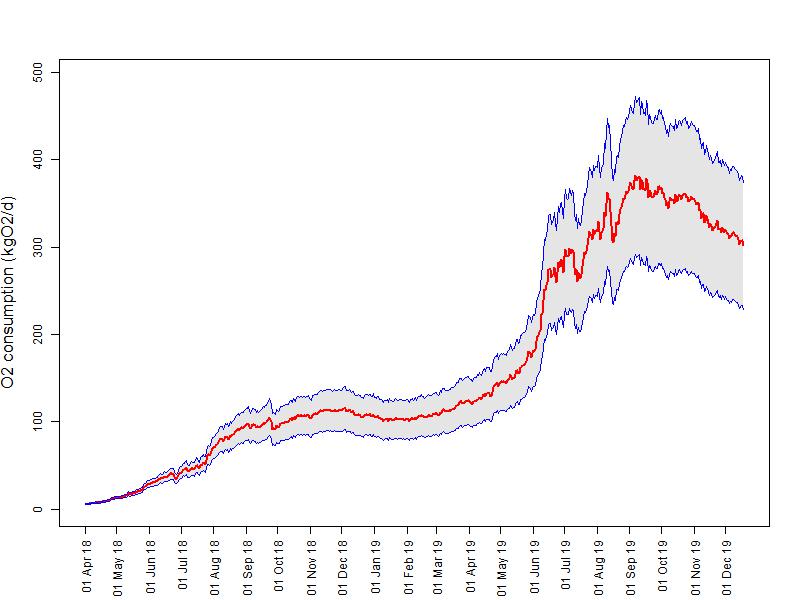 O2 consumption (kgO2/d)
500
400
300
200
100
0
01 Apr 18
01 May 18
01 Jun 18
01 Jul 18
01 Aug 18
01 Sep 18
01 Oct 18
01 Nov 18
01 Dec 18
01 Jan 19
01 Feb 19
01 Mar 19
01 Apr 19
01 May 19
01 Jun 19
01 Jul 19
01 Aug 19
01 Sep 19
01 Oct 19
01 Nov 19
01 Dec 19